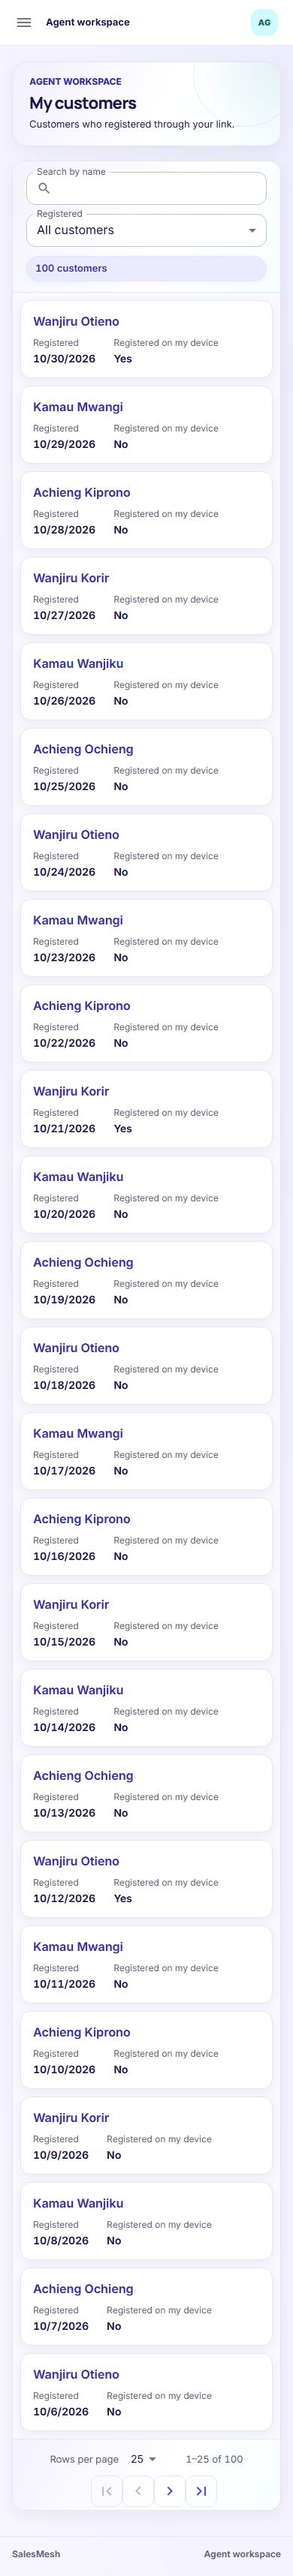 Agent workspace
AG
AGENT WORKSPACE
My customers
Customers who registered through your link.
Search by name
Registered
All customers
100 customers
Wanjiru Otieno
Registered Registered on my device
10/30/2026 Yes
Kamau Mwangi
Registered Registered on my device
10/29/2026 No
Achieng Kiprono
Registered Registered on my device
10/28/2026 No
Wanjiru Korir
Registered Registered on my device
10/27/2026 No
Kamau Wanjiku
Registered Registered on my device
10/26/2026 No
Achieng Ochieng
Registered Registered on my device
10/25/2026 No
Wanjiru Otieno
Registered Registered on my device
10/24/2026 No
Kamau Mwangi
Registered Registered on my device
10/23/2026 No
Achieng Kiprono
Registered Registered on my device
10/22/2026 No
Wanjiru Korir
Registered Registered on my device
10/21/2026 Yes
Kamau Wanjiku
Registered Registered on my device
10/20/2026 No
Achieng Ochieng
Registered Registered on my device
10/19/2026 No
Wanjiru Otieno
Registered Registered on my device
10/18/2026 No
Kamau Mwangi
Registered Registered on my device
10/17/2026 No
Achieng Kiprono
Registered Registered on my device
10/16/2026 No
Wanjiru Korir
Registered Registered on my device
10/15/2026 No
Kamau Wanjiku
Registered Registered on my device
10/14/2026 No
Achieng Ochieng
Registered Registered on my device
10/13/2026 No
Wanjiru Otieno
Registered Registered on my device
10/12/2026 Yes
Kamau Mwangi
Registered Registered on my device
10/11/2026 No
Achieng Kiprono
Registered Registered on my device
10/10/2026 No
Wanjiru Korir
Registered Registered on my device
10/9/2026 No
Kamau Wanjiku
Registered Registered on my device
10/8/2026 No
Achieng Ochieng
Registered Registered on my device
10/7/2026 No
Wanjiru Otieno
Registered Registered on my device
10/6/2026 No
Rows per page 25 1–25 of 100
SalesMesh Agent workspace